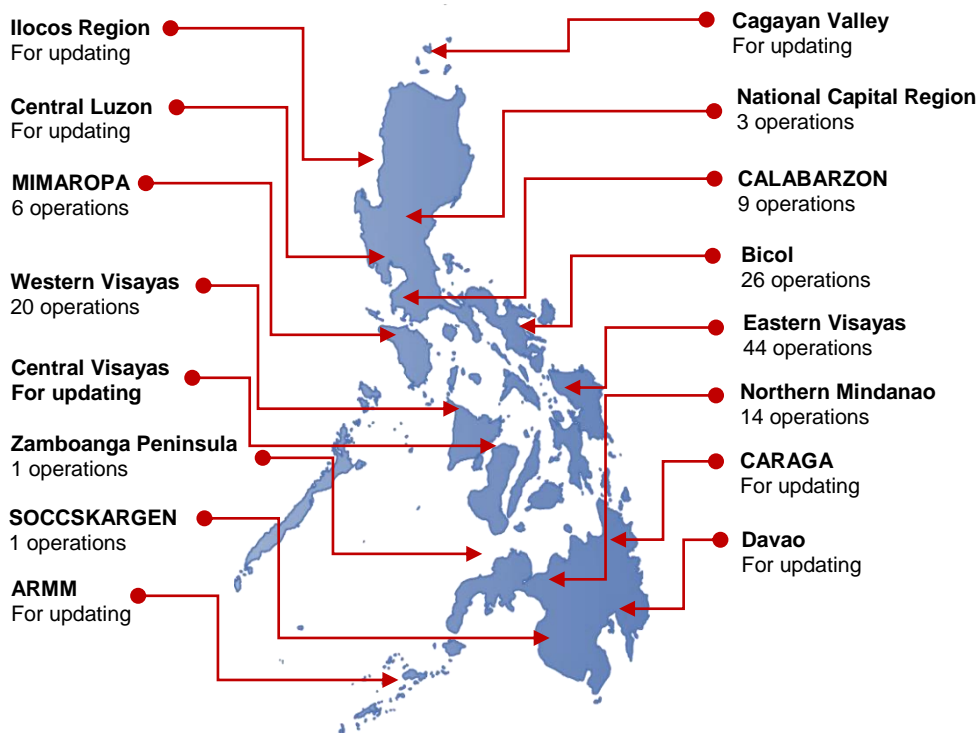 Ilocos Region
For updating
Central Luzon
For updating
MIMAROPA
6 operations
Western Visayas
20 operations
Central Visayas
For updating
Zamboanga Peninsula
1 operations
SOCCSKARGEN
1 operations
ARMM
For updating
Cagayan Valley
For updating
National Capital Region
3 operations
CALABARZON
9 operations
Bicol
26 operations
Eastern Visayas
44 operations
Northern Mindanao
14 operations
CARAGA
For updating
Davao
For updating